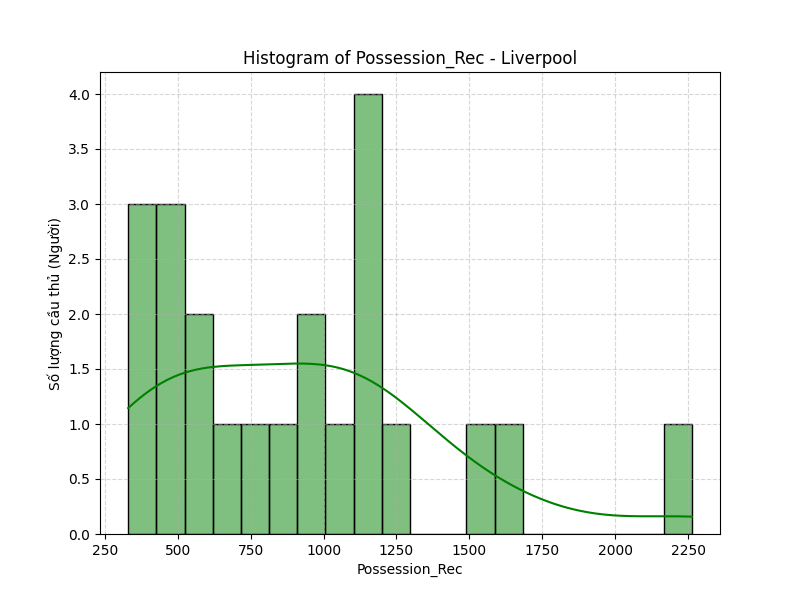 Histogram of Possession_Rec - Liverpool
4.0
3.5
3.0
2.5
2.0
1.5
1.0
0.5
0.0
Số lượng cầu thủ (Người)
250 500 750 1000 1250 1500 1750 2000 2250
Possession_Rec